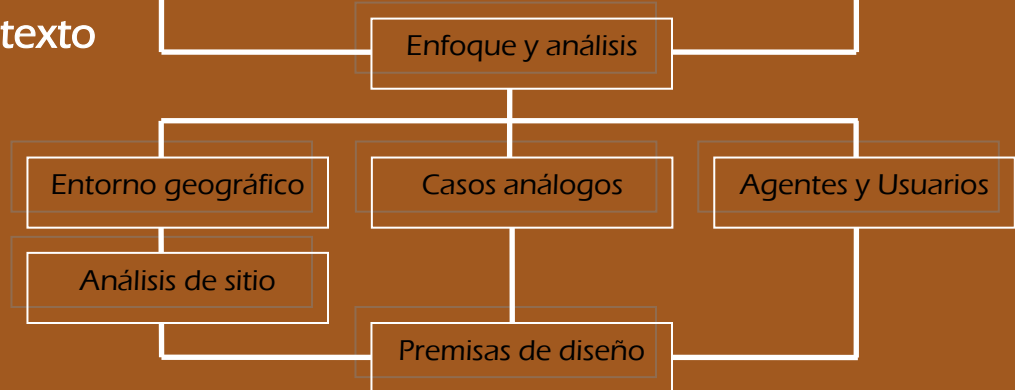 texto
Enfoque y análisis
Entorno geográfico
Casos análogos
Agentes y Usuarios
Análisis de sitio
Premisas de diseño